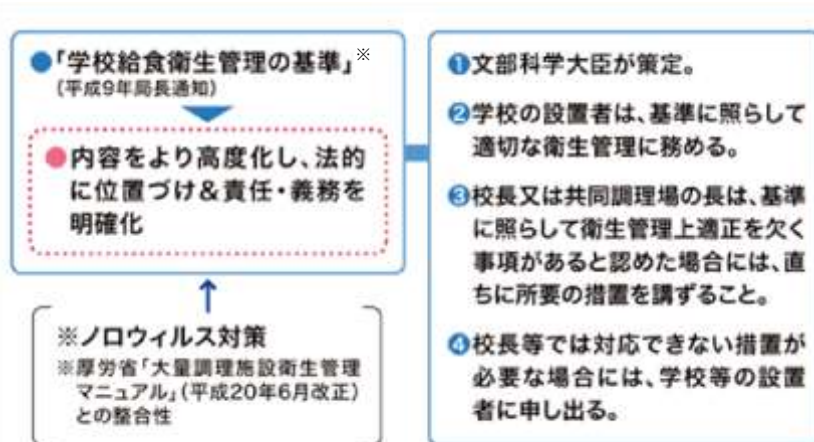 ●「学校給食衛生管理の基準」※
(平成9年局長通知)
●内容をより高度化し、法的
に位置づけ&責任・義務を
明確化
※ノロウィルス対策
※厚労省「大量調理施設衛生管理
マニュアル」(平成20年6月改正)
との整合性
❶文部科学大臣が策定。
❷学校の設置者は、基準に照らして
適切な衛生管理に務める。
❸校長又は共同調理場の長は、基準
に照らして衛生管理上適正を欠く
事項があると認めた場合には、直
ちに所要の措置を講ずること。
❹校長等では対応できない措置が
必要な場合には、学校等の設置
者に申し出る。